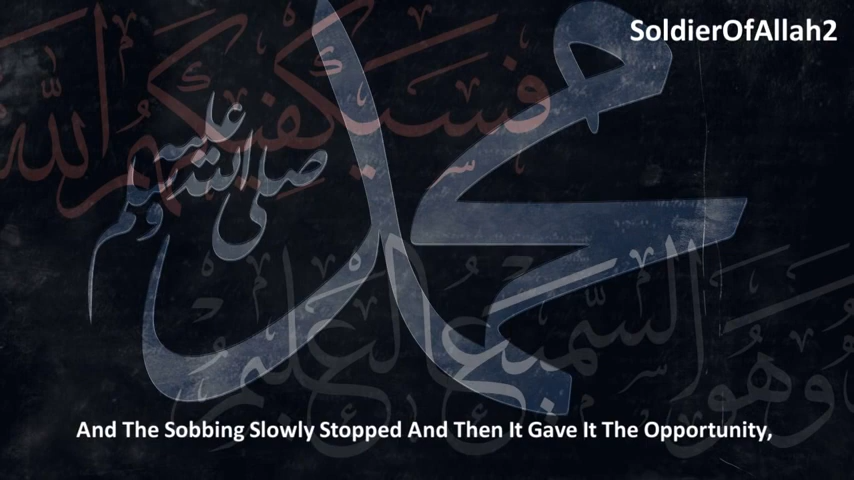 SoldierOfAllah2
فسيكفيكهم الله
محمد
صلى الله عليه وسلم
وهو السميع العليم
And The Sobbing Slowly Stopped And Then It Gave It The Opportunity,